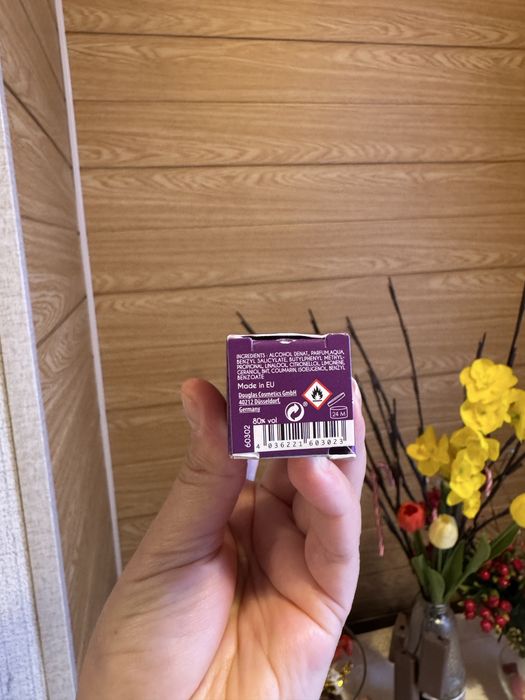 INGREDIENTS : ALCOHOL DENAT., PARFUM, AQUA,
BENZYL SALICYLATE, BUTYLPHENYL METHYL-
PROPIONAL, LINALOOL, CITRONELLOL, LIMONENE,
GERANIOL, BHT, COUMARIN, ISOEUGENOL, BENZYL
BENZOATE
Made in EU
Douglas Cosmetics GmbH
40212 Düsseldorf,
Germany
24 M
80% vol
60302
4 036221 603023